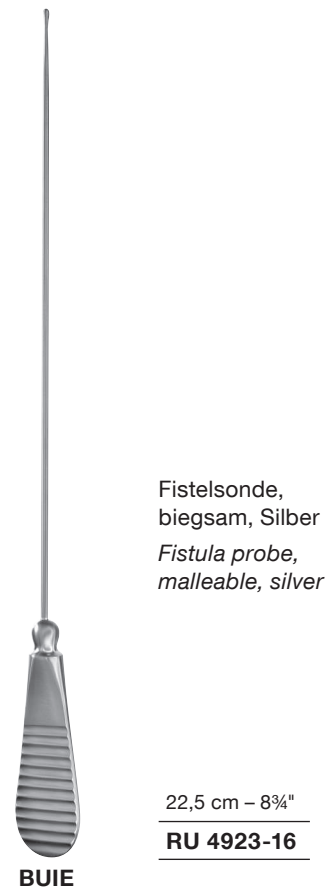 Fistelsonde,
biegsam, Silber
Fistula probe,
malleable, silver
22,5 cm – 8¾"
RU 4923-16
BUIE